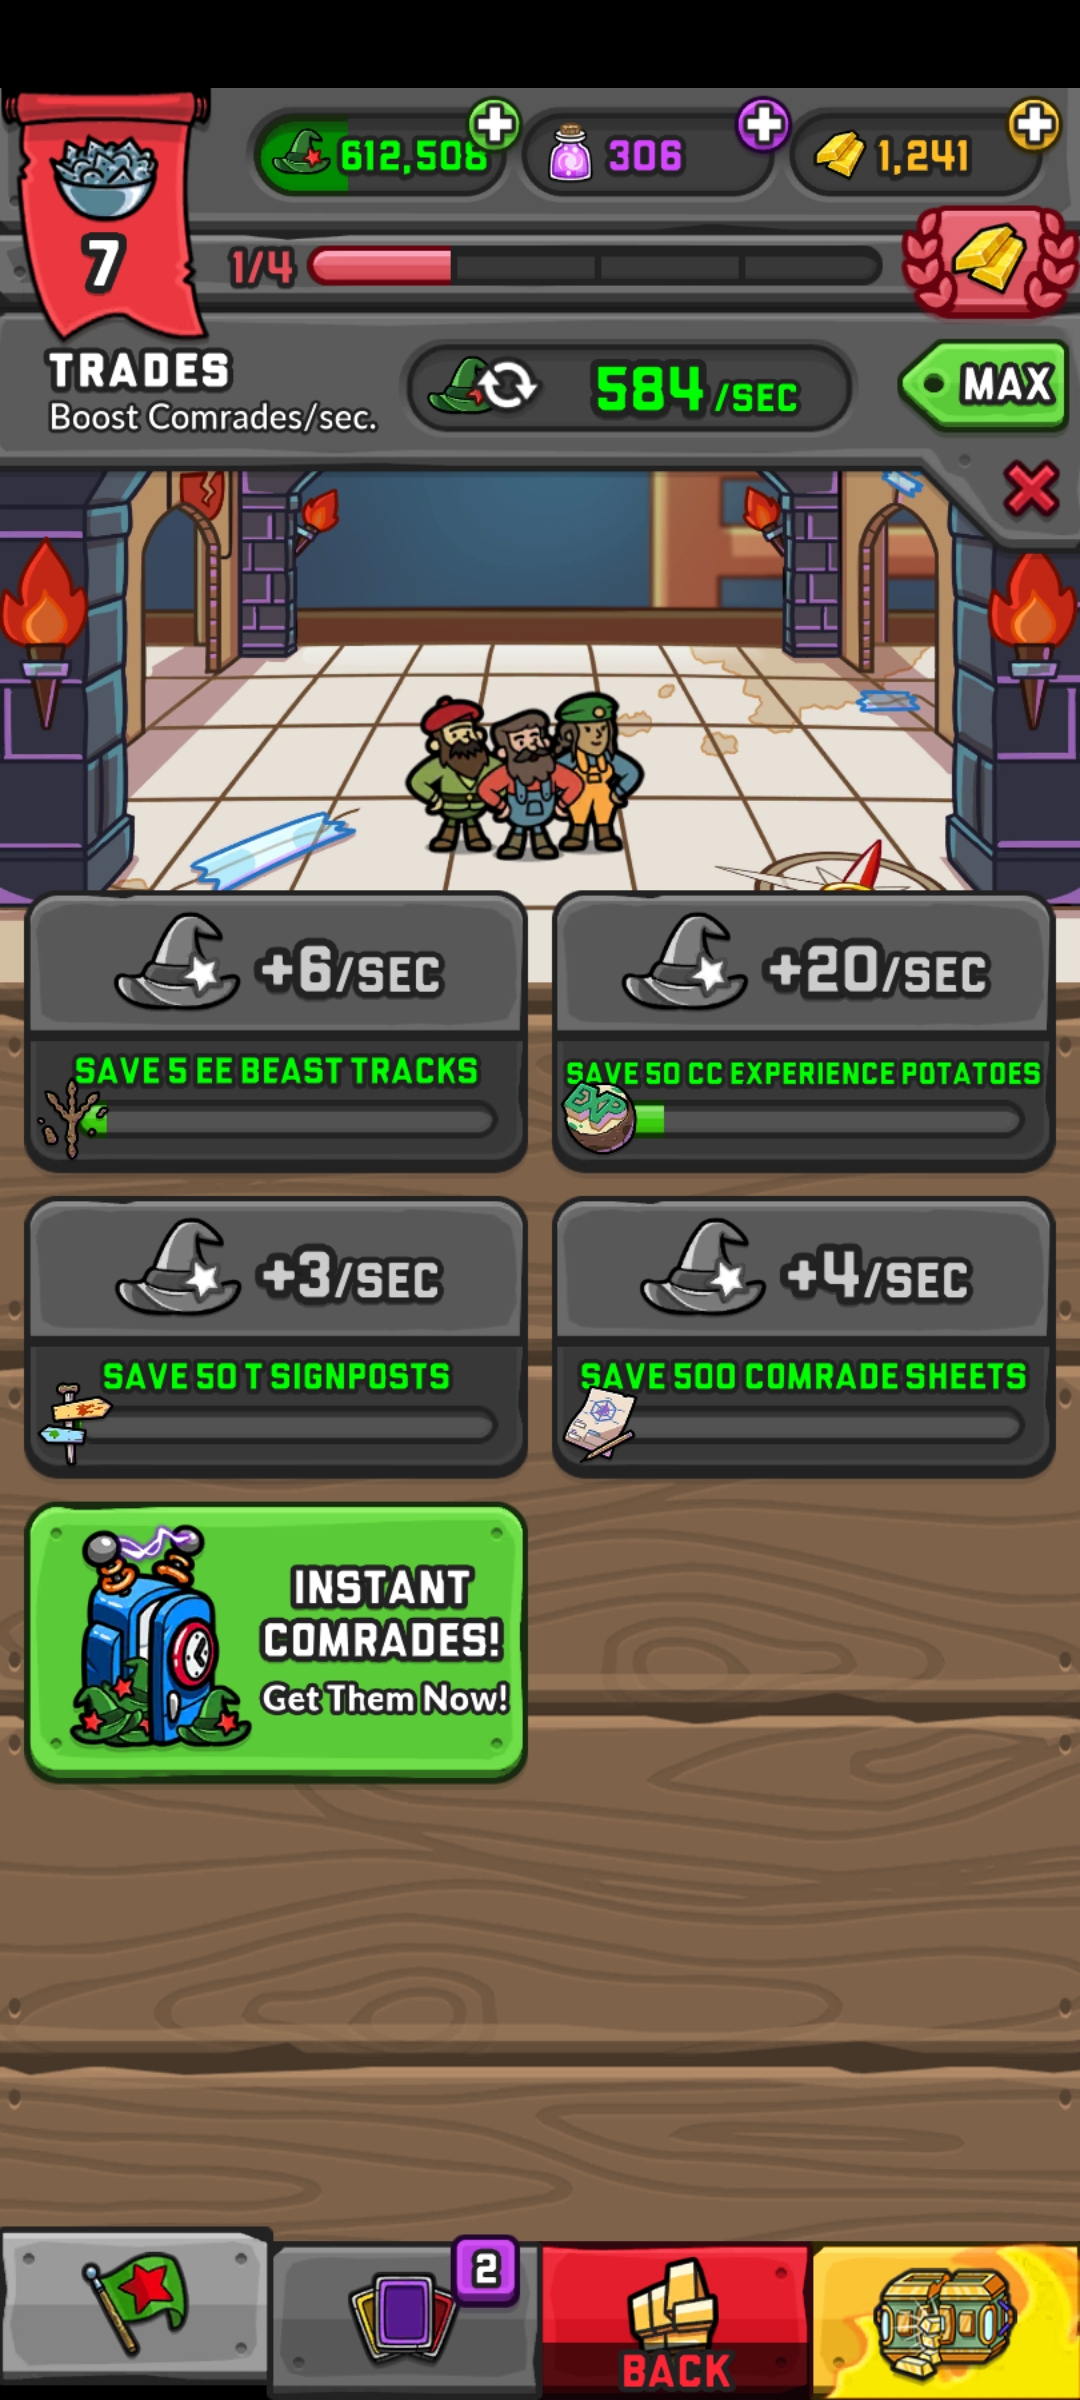 612,508
306
1,241
7
1/4
TRADES
Boost Comrades/sec.
584/SEC
MAX
+6/SEC
+20/SEC
SAVE 5 EE BEAST TRACKS
SAVE 50 CC EXPERIENCE POTATOES
EXP
+3/SEC
+4/SEC
SAVE 50 T SIGNPOSTS
SAVE 500 COMRADE SHEETS
INSTANT
COMRADES!
Get Them Now!
2
BACK